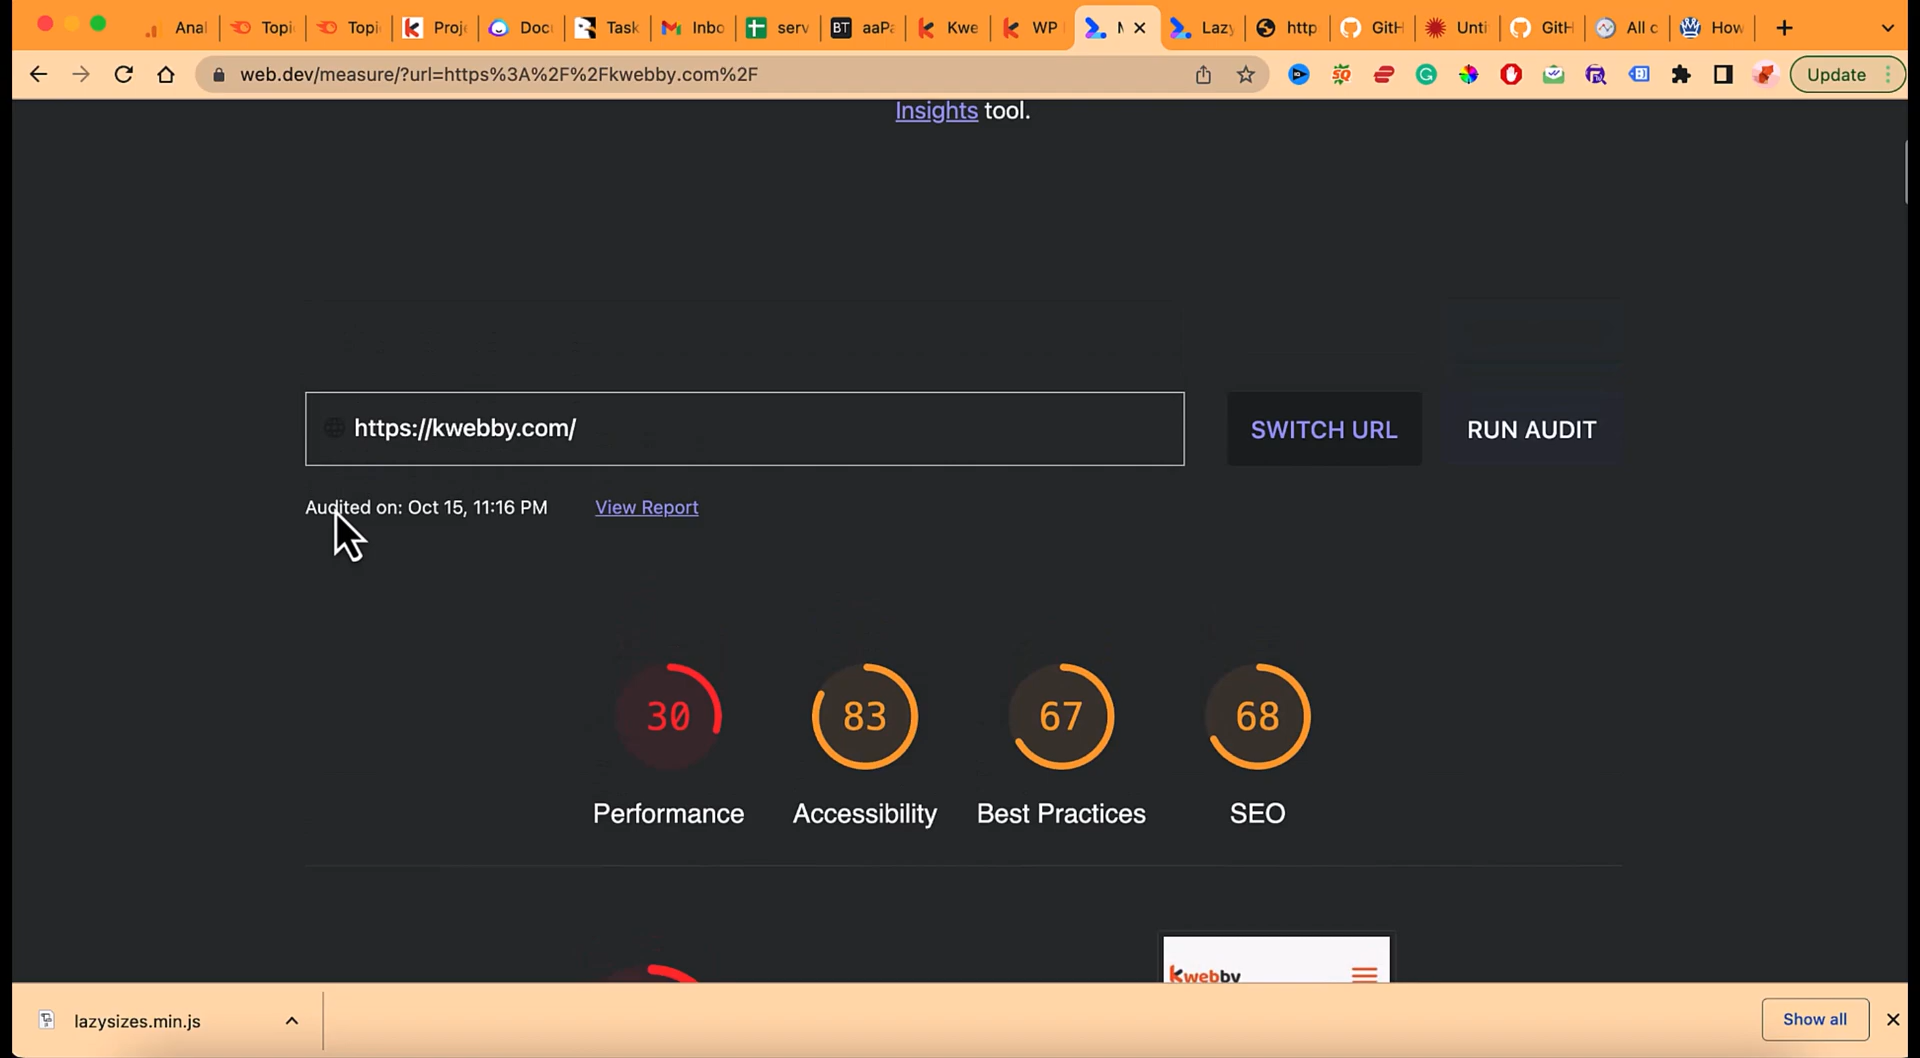 Anal
Topi
Topi
Proj
Doc
Task
Inbo
serv
BT aaPa
Kwe
WP
M
Lazy
http
GitH
Unti
GitH
All c
How
web.dev/measure/?url=https%3A%2F%2Fkwebby.com%2F
Update
Insights tool.
https://kwebby.com/
SWITCH URL
RUN AUDIT
Audited on: Oct 15, 11:16 PM
View Report
30
83
67
68
Performance
Accessibility
Best Practices
SEO
kwebby
lazysizes.min.js
Show all